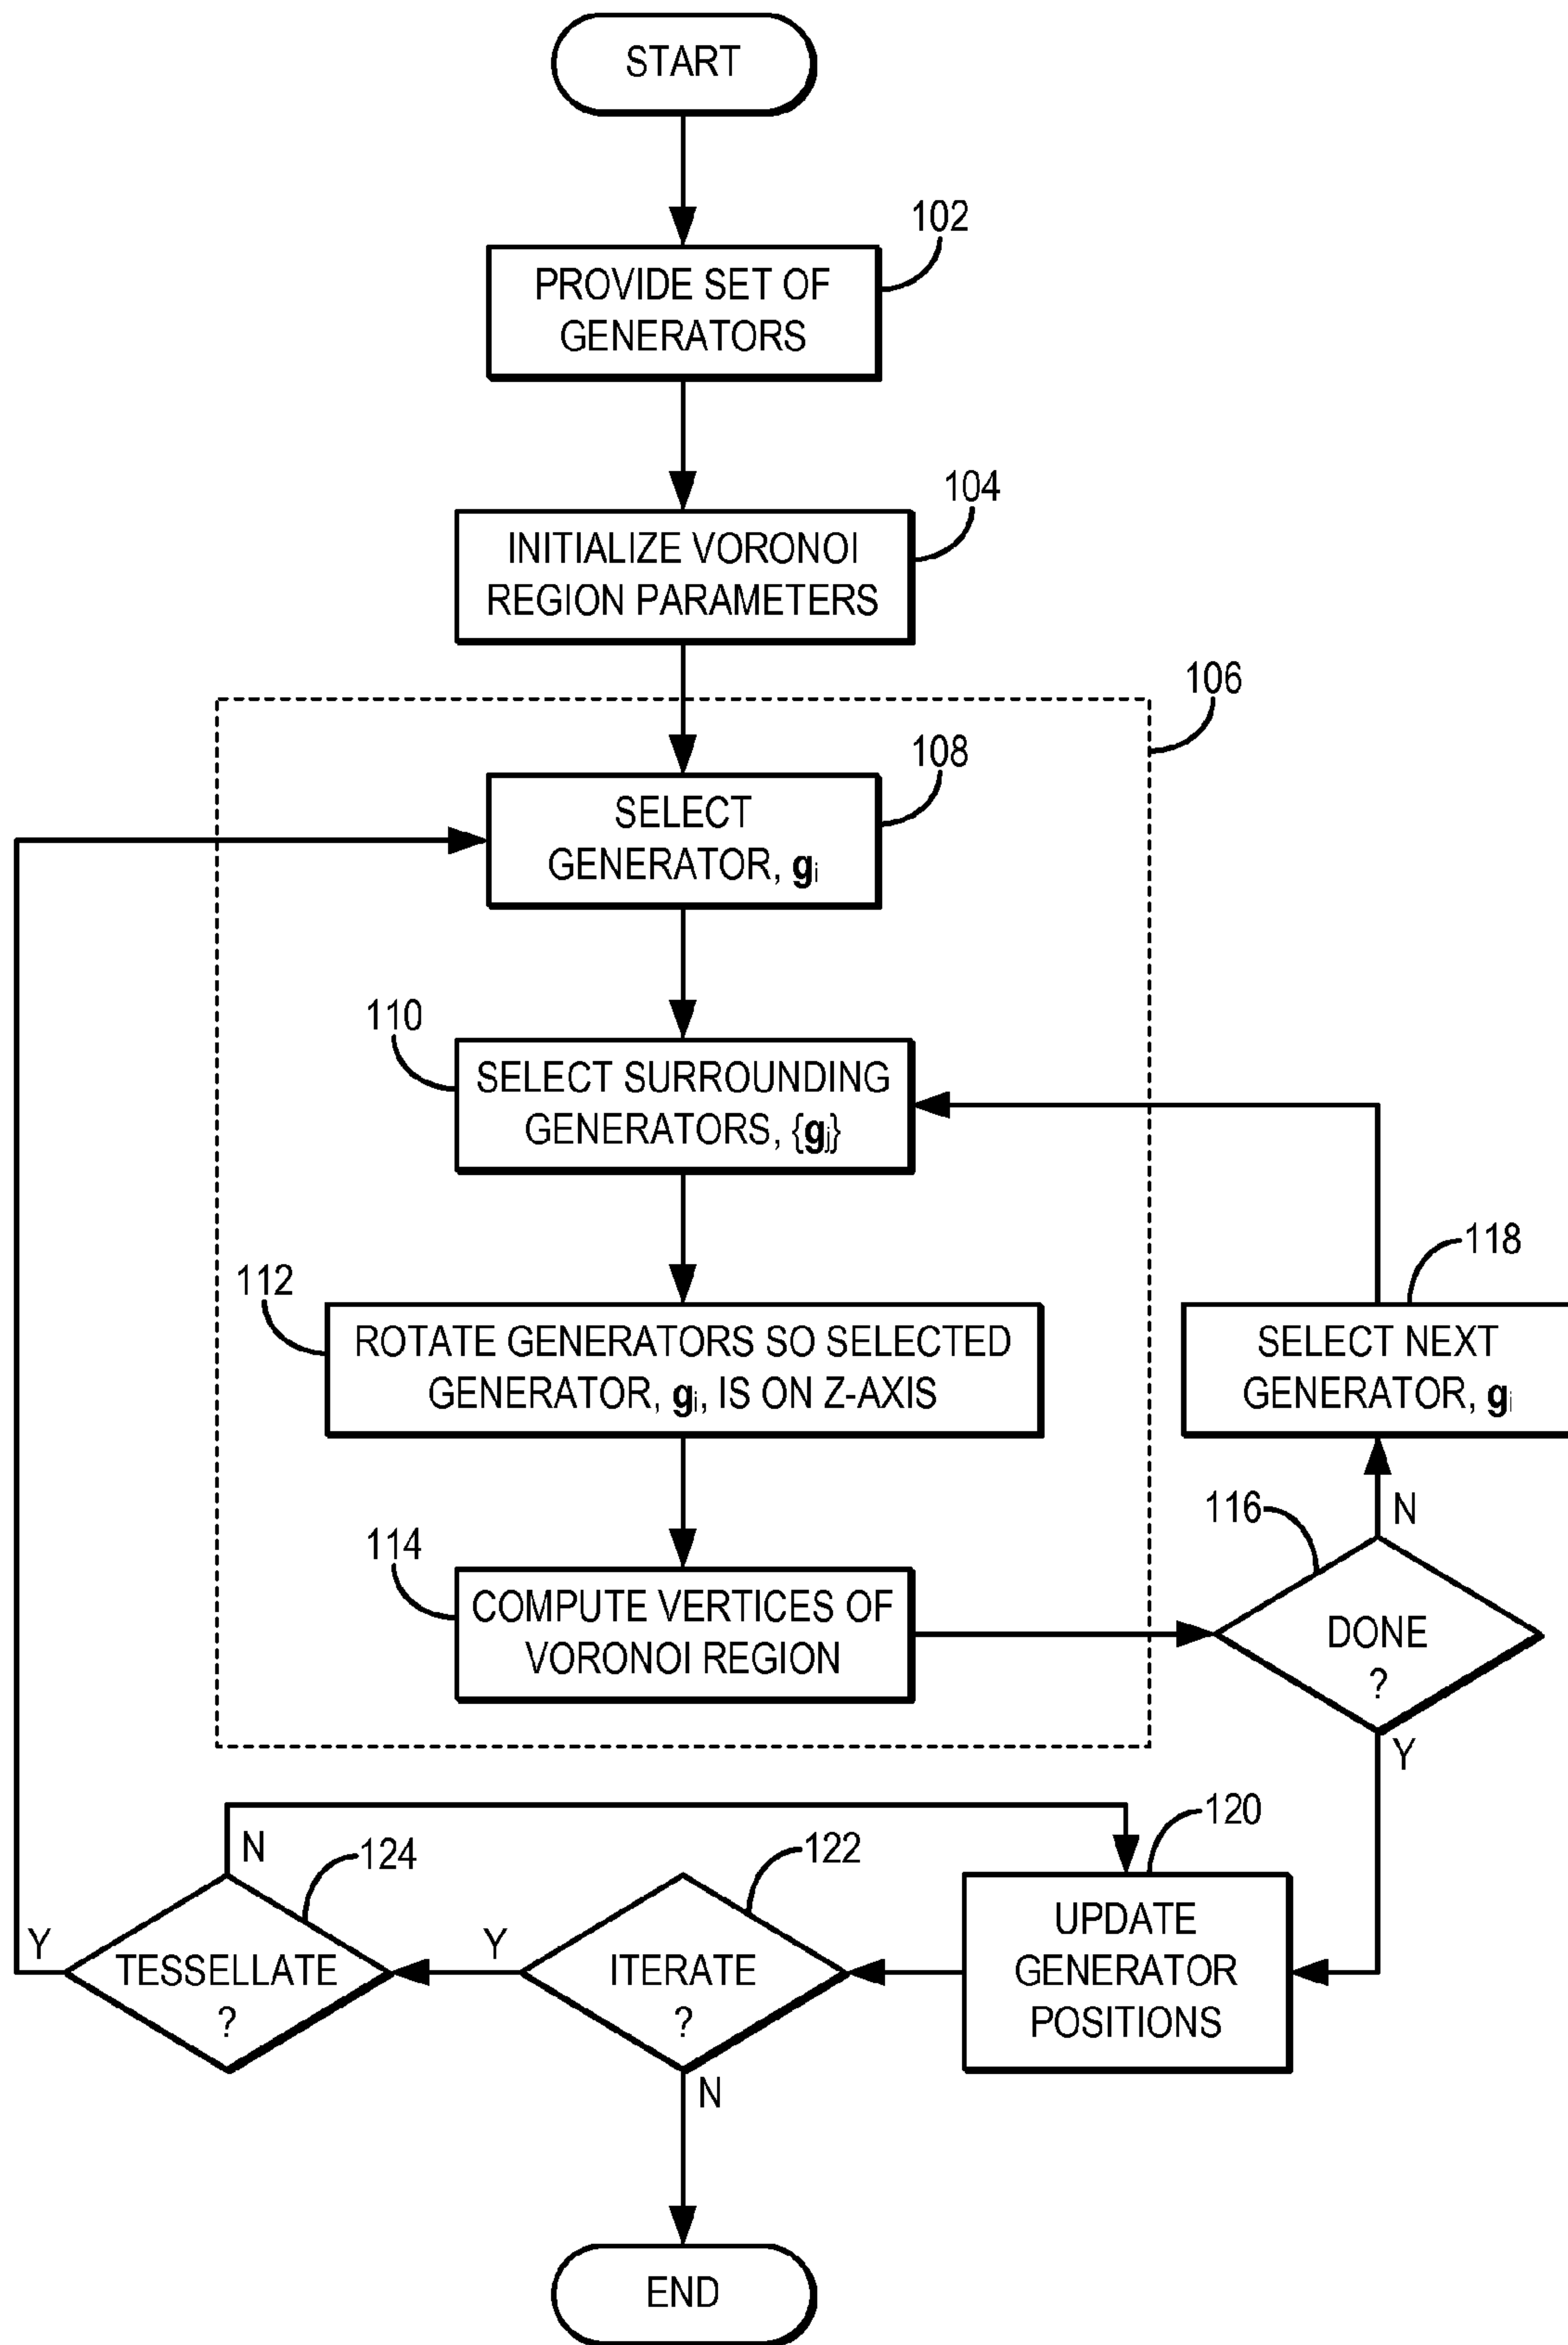 START
102
PROVIDE SET OF
GENERATORS
104
INITIALIZE VORONOI
REGION PARAMETERS
106
108
SELECT
GENERATOR, gi
110
SELECT SURROUNDING
GENERATORS, {gj}
112
ROTATE GENERATORS SO SELECTED
GENERATOR, gi, IS ON Z-AXIS
118
SELECT NEXT
GENERATOR, gi
114
COMPUTE VERTICES OF
VORONOI REGION
116
N
DONE
?
Y
120
UPDATE
GENERATOR
POSITIONS
122
Y
ITERATE
?
N
124
N
Y
TESSELLATE
?
END